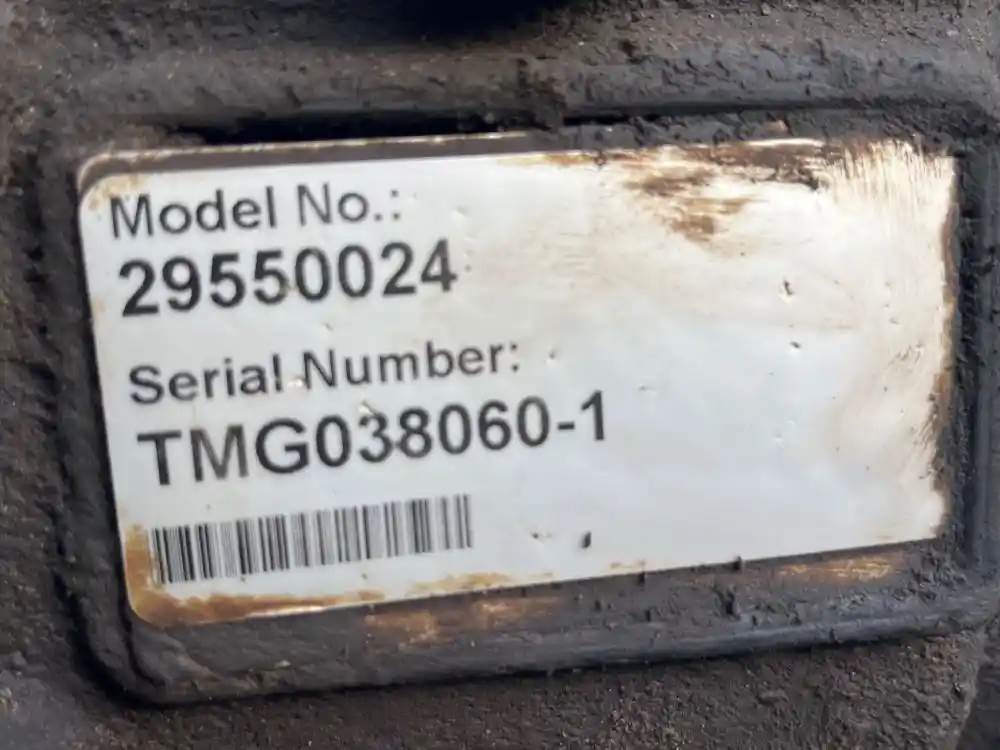 Model No.:
29550024
Serial Number:
TMG038060-1